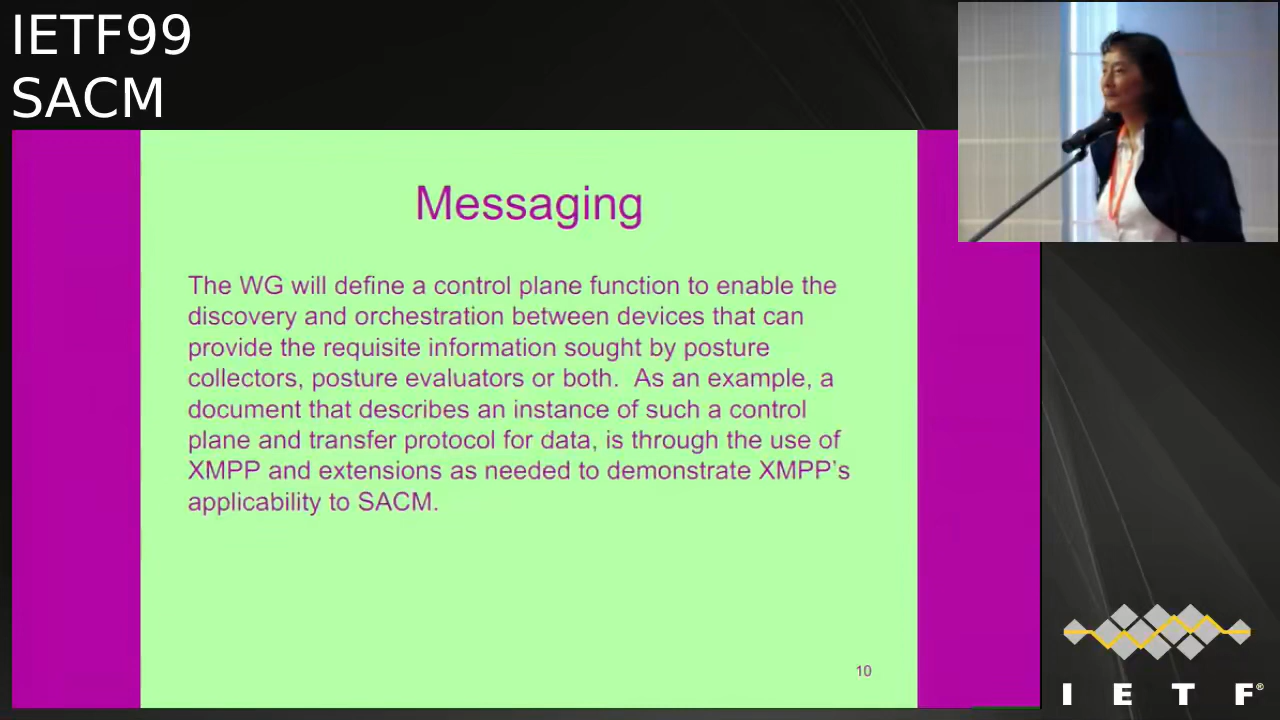 IETF99
SACM
Messaging
The WG will define a control plane function to enable the
discovery and orchestration between devices that can
provide the requisite information sought by posture
collectors, posture evaluators or both.  As an example, a
document that describes an instance of such a control
plane and transfer protocol for data, is through the use of
XMPP and extensions as needed to demonstrate XMPP's
applicability to SACM.
10
I E T F®